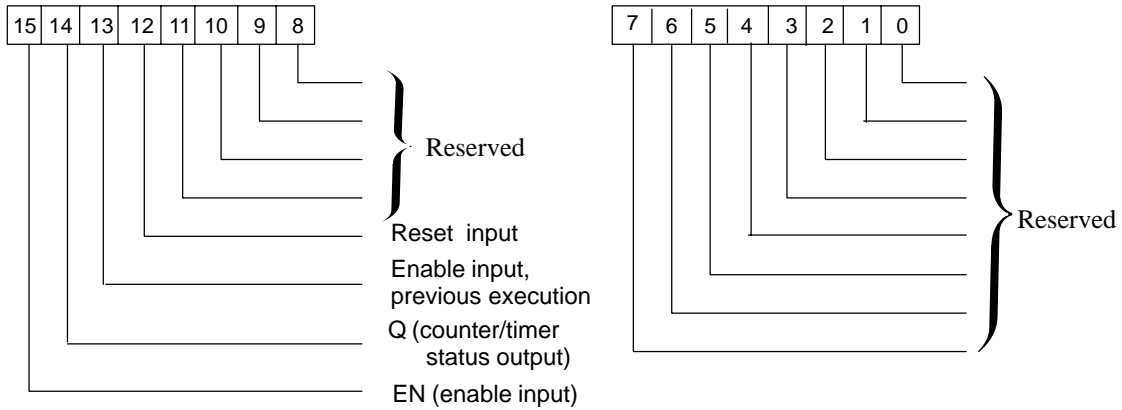 15 14 13 12 11 10 9 8
7 6 5 4 3 2 1 0
Reserved
Reset input
Enable input,
previous execution
Q (counter/timer
status output)
EN (enable input)
Reserved